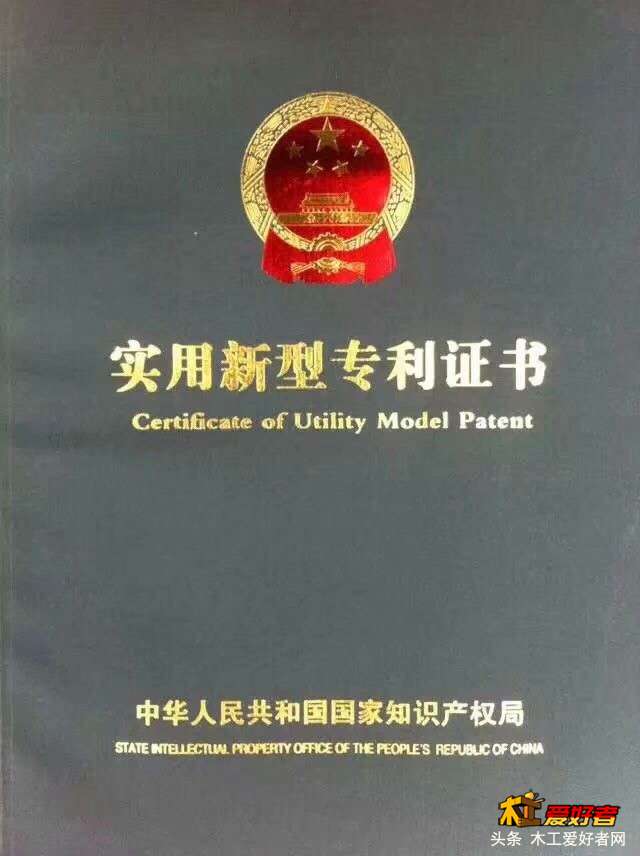 实用新型专利证书
Certificate of Utility Model Patent
中华人民共和国国家知识产权局
STATE INTELLECTUAL PROPERTY OFFICE OF THE PEOPLE'S REPUBLIC OF CHINA
木工爱好者
头条 木工爱好者网